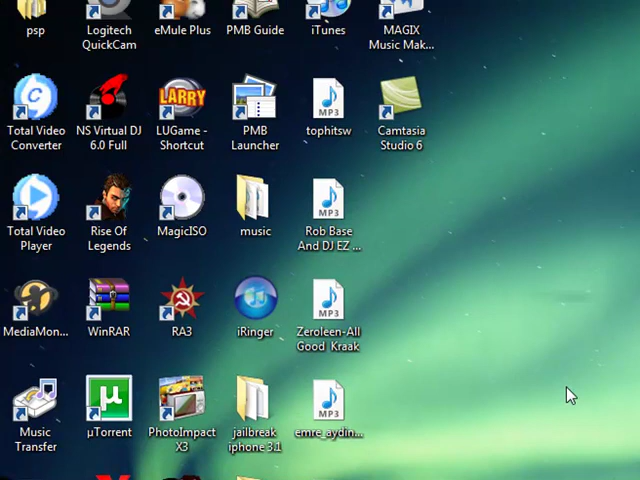 psp
Logitech QuickCam
eMule Plus
PMB Guide
iTunes
MAGIX Music Mak...
Total Video Converter
NS Virtual DJ 6.0 Full
LARRY
LUGame - Shortcut
PMB Launcher
MP3
tophitsw
Camtasia Studio 6
Total Video Player
Rise Of Legends
MagicISO
music
MP3
Rob Base And DJ EZ ...
MediaMon...
WinRAR
RA3
iRinger
MP3
Zeroleen-All Good Kraak
Music Transfer
µ
µTorrent
PhotoImpact X3
jailbreak iphone 3.1
MP3
emre_aydin...